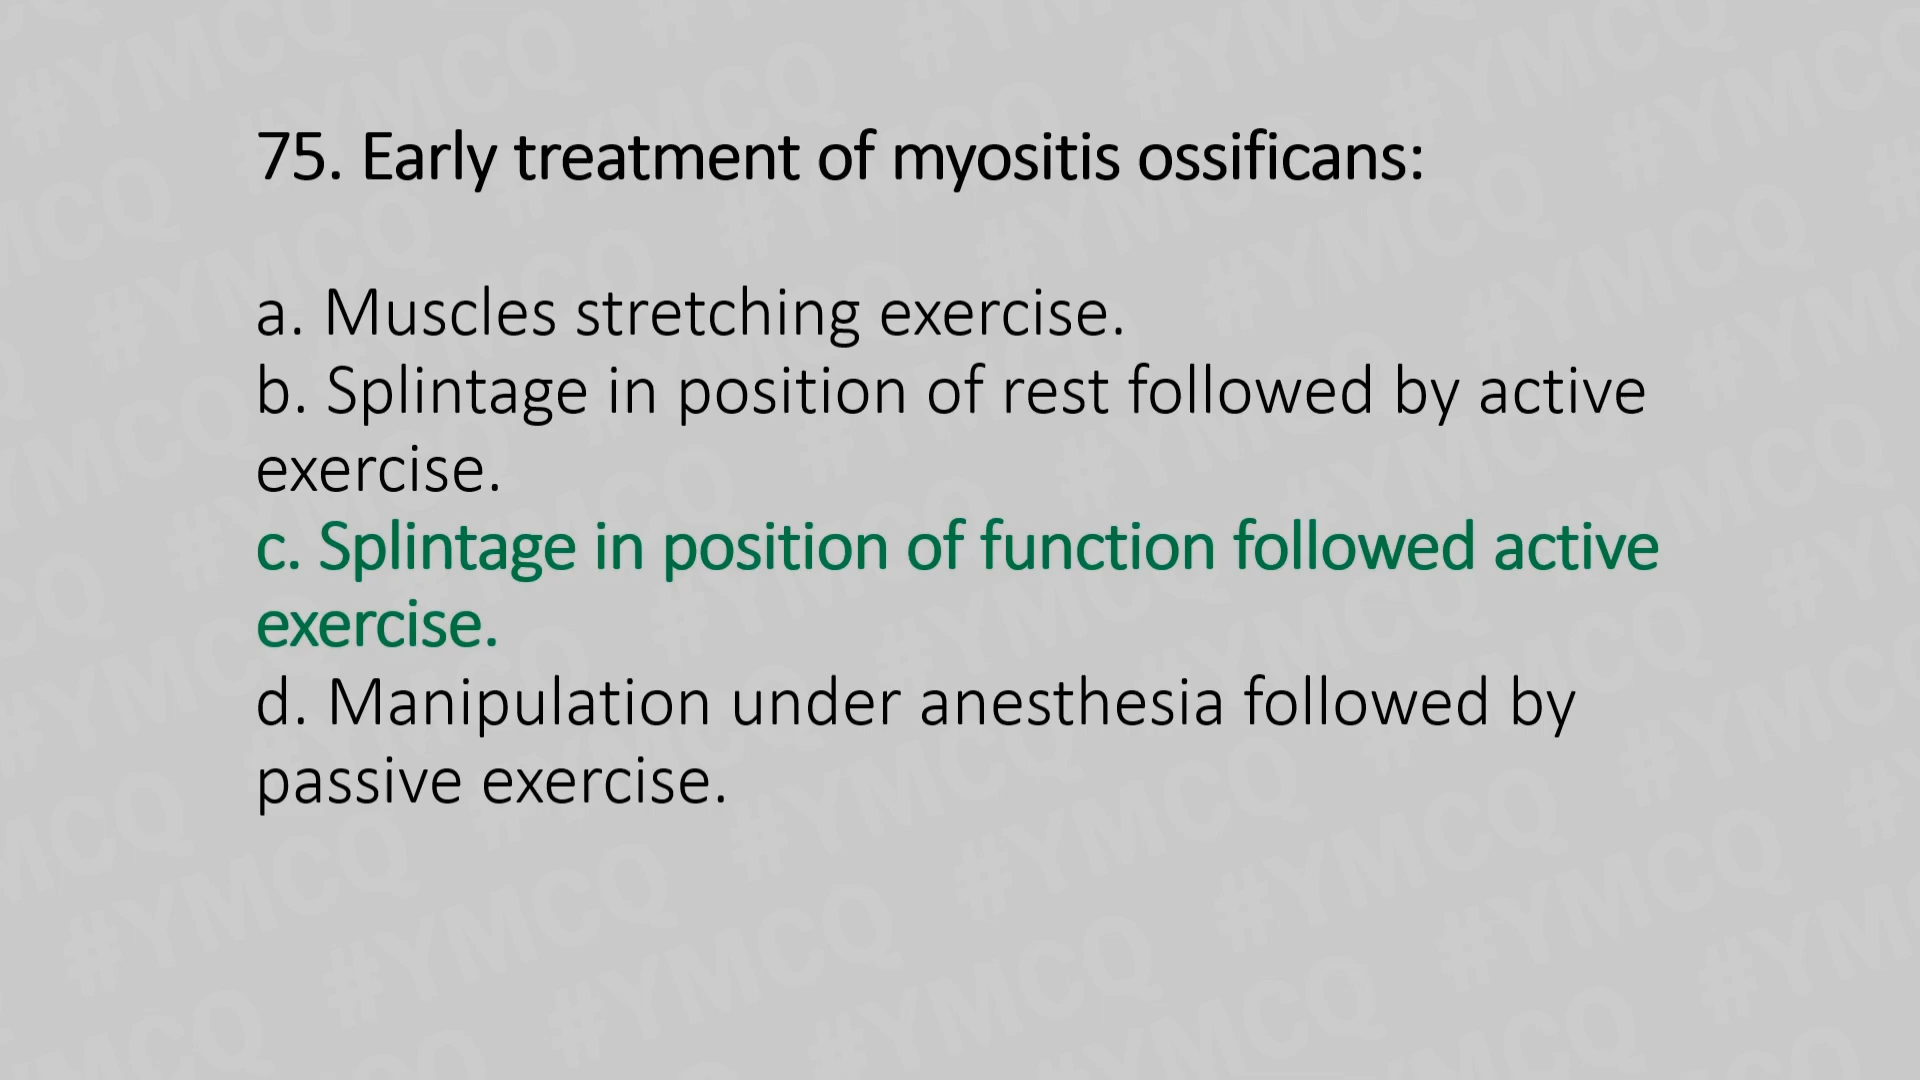 75. Early treatment of myositis ossificans:
a. Muscles stretching exercise.
b. Splintage in position of rest followed by active
exercise.
c. Splintage in position of function followed active
exercise.
d. Manipulation under anesthesia followed by
passive exercise.
#YMCQ